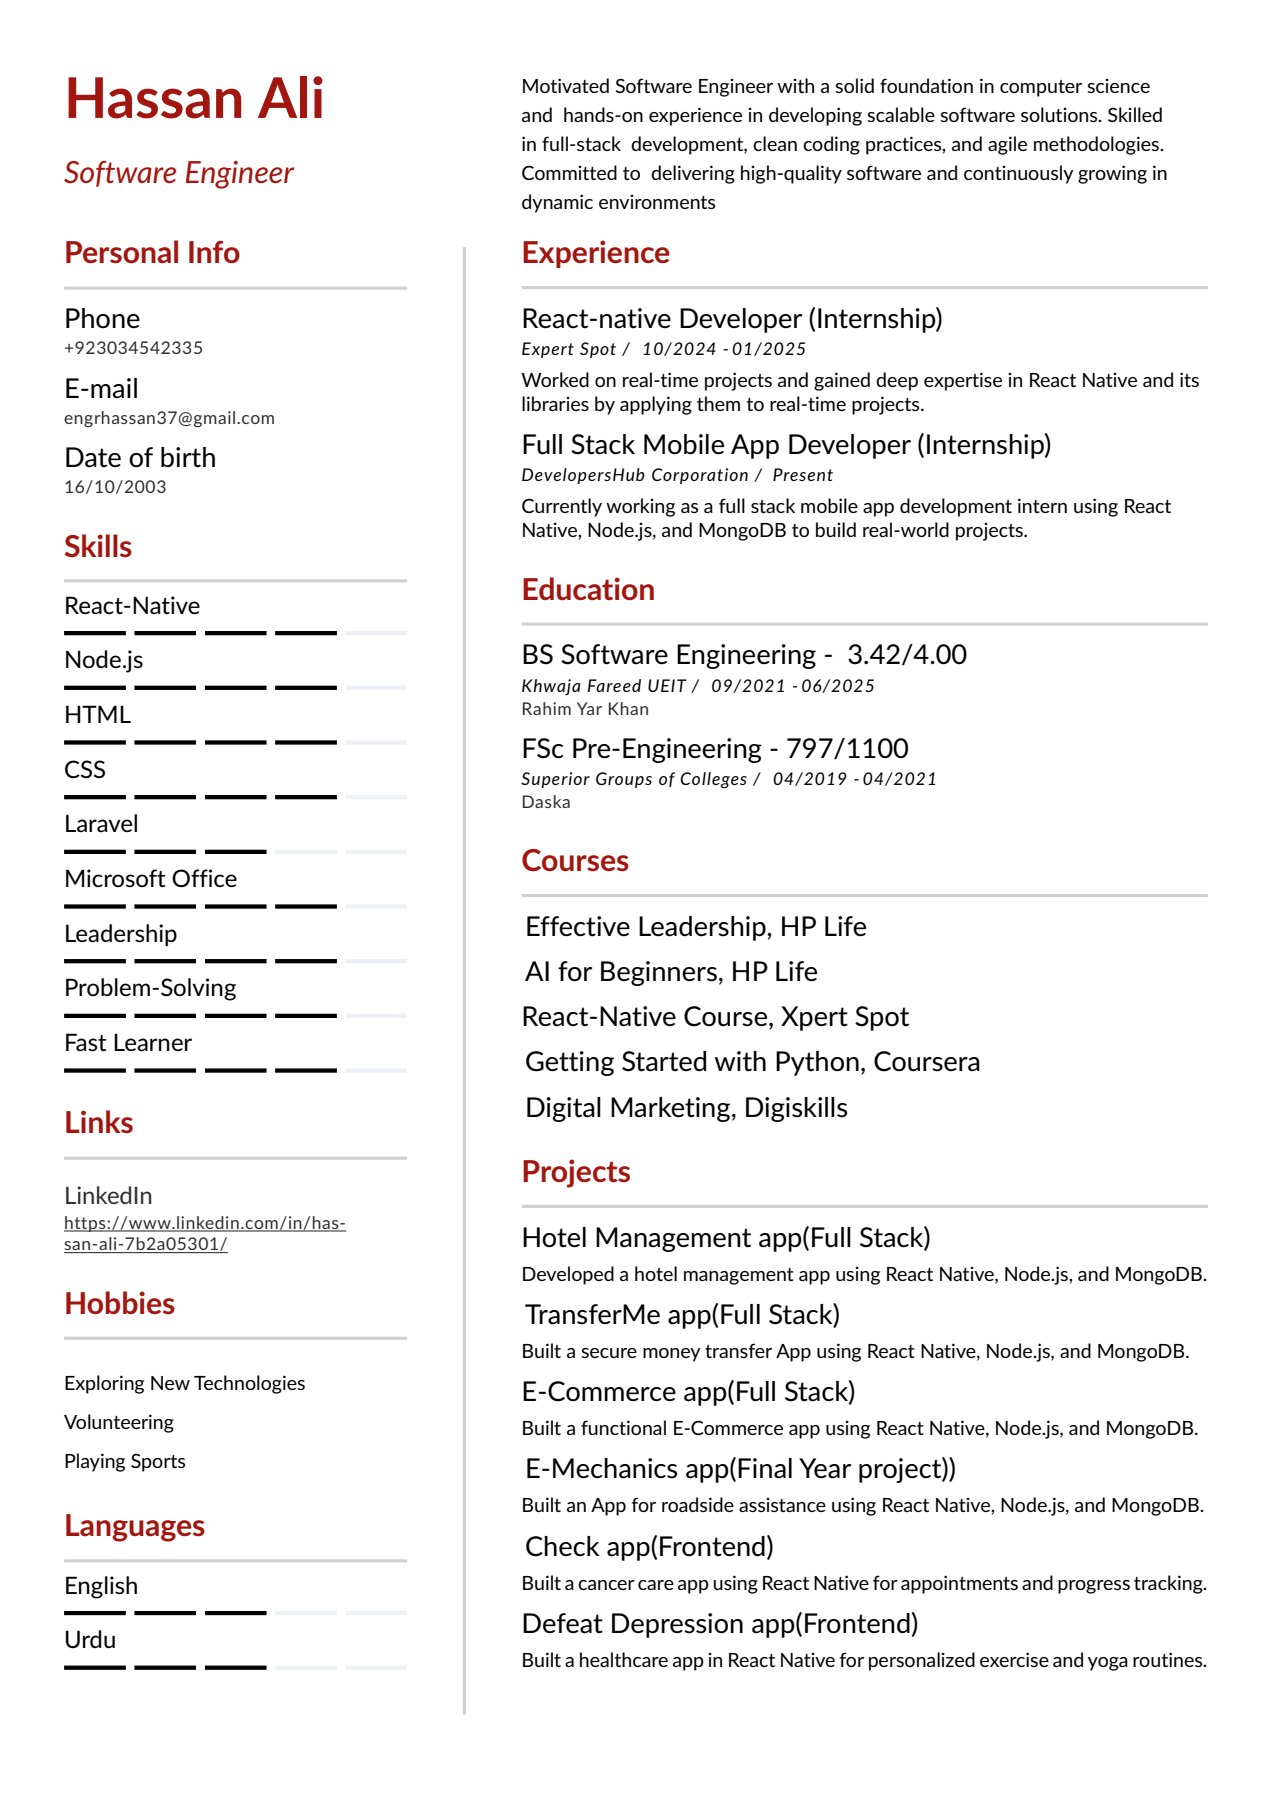 Hassan Ali
Software Engineer
Motivated Software Engineer with a solid foundation in computer science
and hands-on experience in developing scalable software solutions. Skilled
in full-stack development, clean coding practices, and agile methodologies.
Committed to delivering high-quality software and continuously growing in
dynamic environments
Personal Info
Phone
+923034542335
E-mail
engrhassan37@gmail.com
Date of birth
16/10/2003
Skills
React-Native
Node.js
HTML
CSS
Laravel
Microsoft Office
Leadership
Problem-Solving
Fast Learner
Links
LinkedIn
https://www.linkedin.com/in/has-
san-ali-7b2a05301/
Hobbies
Exploring New Technologies
Volunteering
Playing Sports
Languages
English
Urdu
Experience
React-native Developer (Internship)
Expert Spot / 10/2024 - 01/2025
Worked on real-time projects and gained deep expertise in React Native and its
libraries by applying them to real-time projects.
Full Stack Mobile App Developer (Internship)
DevelopersHub Corporation / Present
Currently working as a full stack mobile app development intern using React
Native, Node.js, and MongoDB to build real-world projects.
Education
BS Software Engineering - 3.42/4.00
Khwaja Fareed UEIT / 09/2021 - 06/2025
Rahim Yar Khan
FSc Pre-Engineering - 797/1100
Superior Groups of Colleges / 04/2019 - 04/2021
Daska
Courses
Effective Leadership, HP Life
AI for Beginners, HP Life
React-Native Course, Xpert Spot
Getting Started with Python, Coursera
Digital Marketing, Digiskills
Projects
Hotel Management app(Full Stack)
Developed a hotel management app using React Native, Node.js, and MongoDB.
TransferMe app(Full Stack)
Built a secure money transfer App using React Native, Node.js, and MongoDB.
E-Commerce app(Full Stack)
Built a functional E-Commerce app using React Native, Node.js, and MongoDB.
E-Mechanics app(Final Year project))
Built an App for roadside assistance using React Native, Node.js, and MongoDB.
Check app(Frontend)
Built a cancer care app using React Native for appointments and progress tracking.
Defeat Depression app(Frontend)
Built a healthcare app in React Native for personalized exercise and yoga routines.